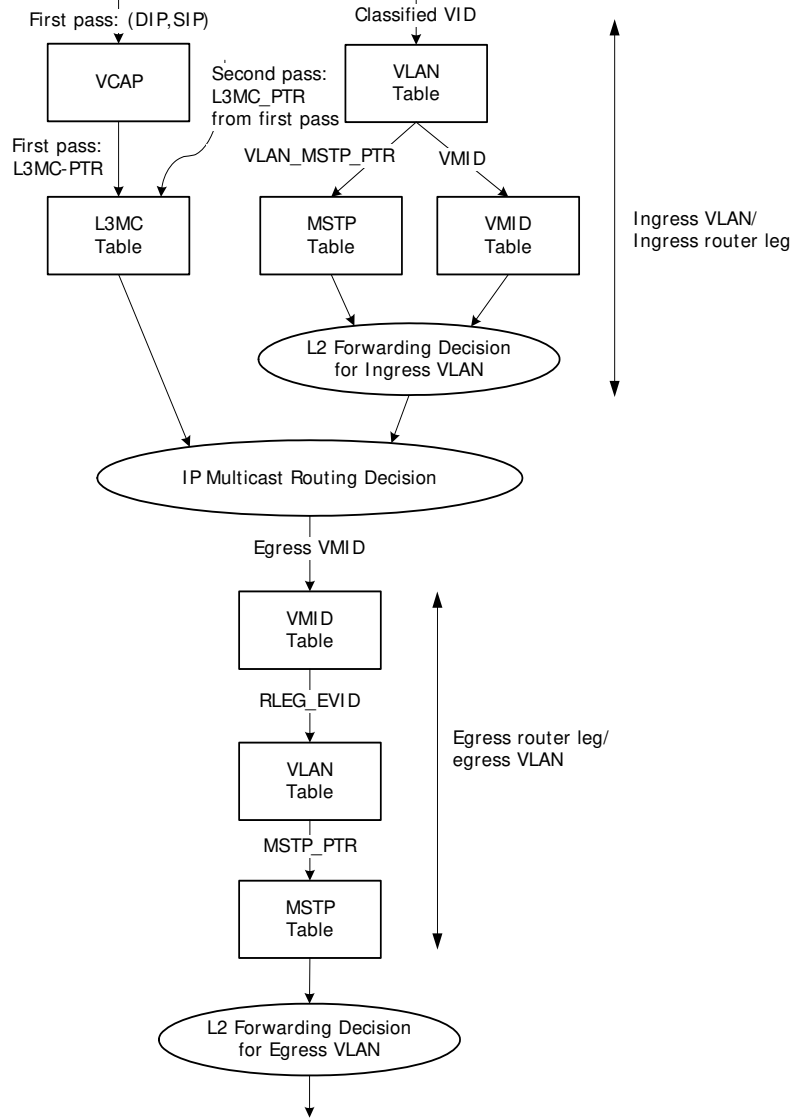 First pass: (DIP,SIP)
Classified VID
VCAP
Second pass:
L3MC_PTR
from first pass
VLAN
Table
First pass:
L3MC-PTR
VLAN_MSTP_PTR
VMID
L3MC
Table
MSTP
Table
VMID
Table
Ingress VLAN/
Ingress router leg
L2 Forwarding Decision
for Ingress VLAN
IP Multicast Routing Decision
Egress VMID
VMID
Table
RLEG_EVID
VLAN
Table
Egress router leg/
egress VLAN
MSTP_PTR
MSTP
Table
L2 Forwarding Decision
for Egress VLAN